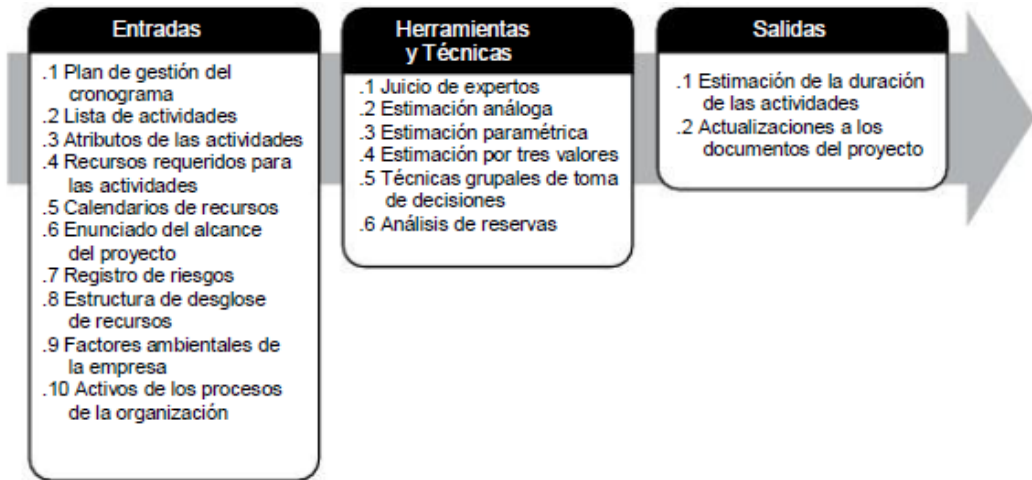 Entradas
.1 Plan de gestión del
cronograma
.2 Lista de actividades
.3 Atributos de las actividades
.4 Recursos requeridos para
las actividades
.5 Calendarios de recursos
.6 Enunciado del alcance
del proyecto
.7 Registro de riesgos
.8 Estructura de desglose
de recursos
.9 Factores ambientales de
la empresa
.10 Activos de los procesos
de la organización
Herramientas
y Técnicas
.1 Juicio de expertos
.2 Estimación análoga
.3 Estimación paramétrica
.4 Estimación por tres valores
.5 Técnicas grupales de toma
de decisiones
.6 Análisis de reservas
Salidas
.1 Estimación de la duración
de las actividades
.2 Actualizaciones a los
documentos del proyecto